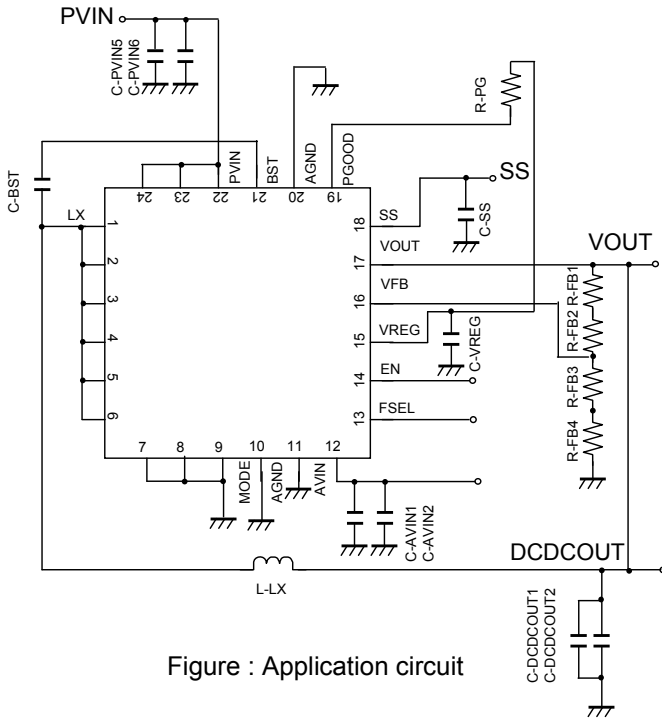 PVIN
C-PVIN5
C-PVIN6
R-PG
C-BST
PVIN
BST
AGND
PGOOD
24
23
22
21
20
19
LX
1
2
3
4
5
6
18
17
16
15
14
13
SS
VOUT
VFB
VREG
EN
FSEL
SS
C-SS
VOUT
R-FB1
R-FB2
R-FB3
R-FB4
C-VREG
7
8
9
10
11
12
MODE
AGND
AVIN
C-AVIN1
C-AVIN2
L-LX
DCDCOUT
C-DCDCOUT1
C-DCDCOUT2
Figure : Application circuit